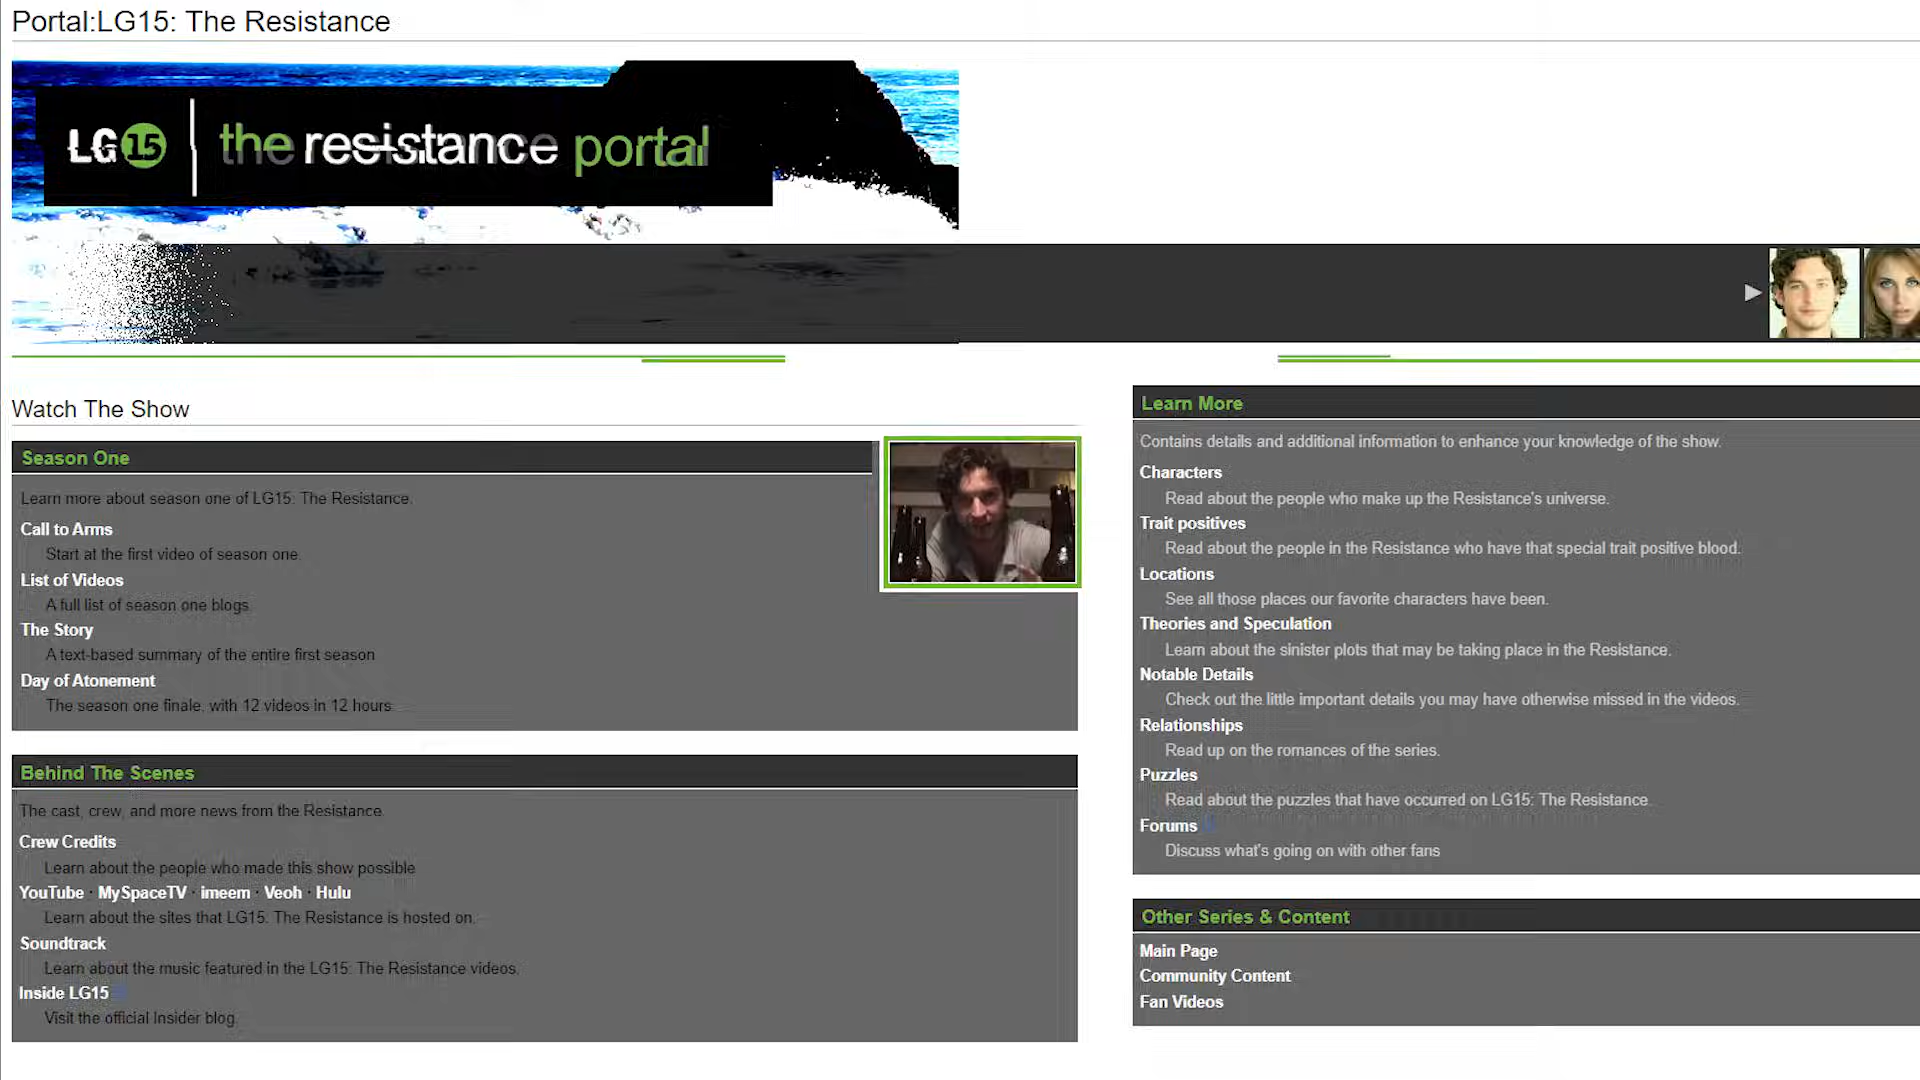 Portal:LG15: The Resistance
LG15 the resistance portal
Watch The Show
Season One
Learn more about season one of LG15: The Resistance.
Call to Arms
Start at the first video of season one.
List of Videos
A full list of season one blogs
The Story
A text-based summary of the entire first season
Day of Atonement
The season one finale, with 12 videos in 12 hours
Behind The Scenes
The cast, crew, and more news from the Resistance.
Crew Credits
Learn about the people who made this show possible
YouTube · MySpaceTV · imeem · Veoh · Hulu
Learn about the sites that LG15: The Resistance is hosted on.
Soundtrack
Learn about the music featured in the LG15: The Resistance videos.
Inside LG15
Visit the official Insider blog
Learn More
Contains details and additional information to enhance your knowledge of the show.
Characters
Read about the people who make up the Resistance's universe.
Trait positives
Read about the people in the Resistance who have that special trait positive blood.
Locations
See all those places our favorite characters have been.
Theories and Speculation
Learn about the sinister plots that may be taking place in the Resistance.
Notable Details
Check out the little important details you may have otherwise missed in the videos.
Relationships
Read up on the romances of the series.
Puzzles
Read about the puzzles that have occurred on LG15: The Resistance.
Forums
Discuss what's going on with other fans
Other Series & Content
Main Page
Community Content
Fan Videos